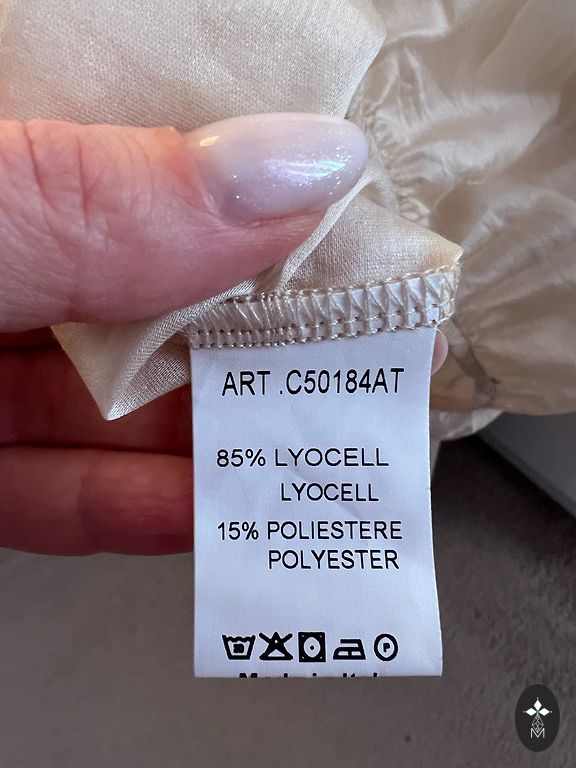 ART .C50184AT
85% LYOCELL
LYOCELL
15% POLIESTERE
POLYESTER
P
M